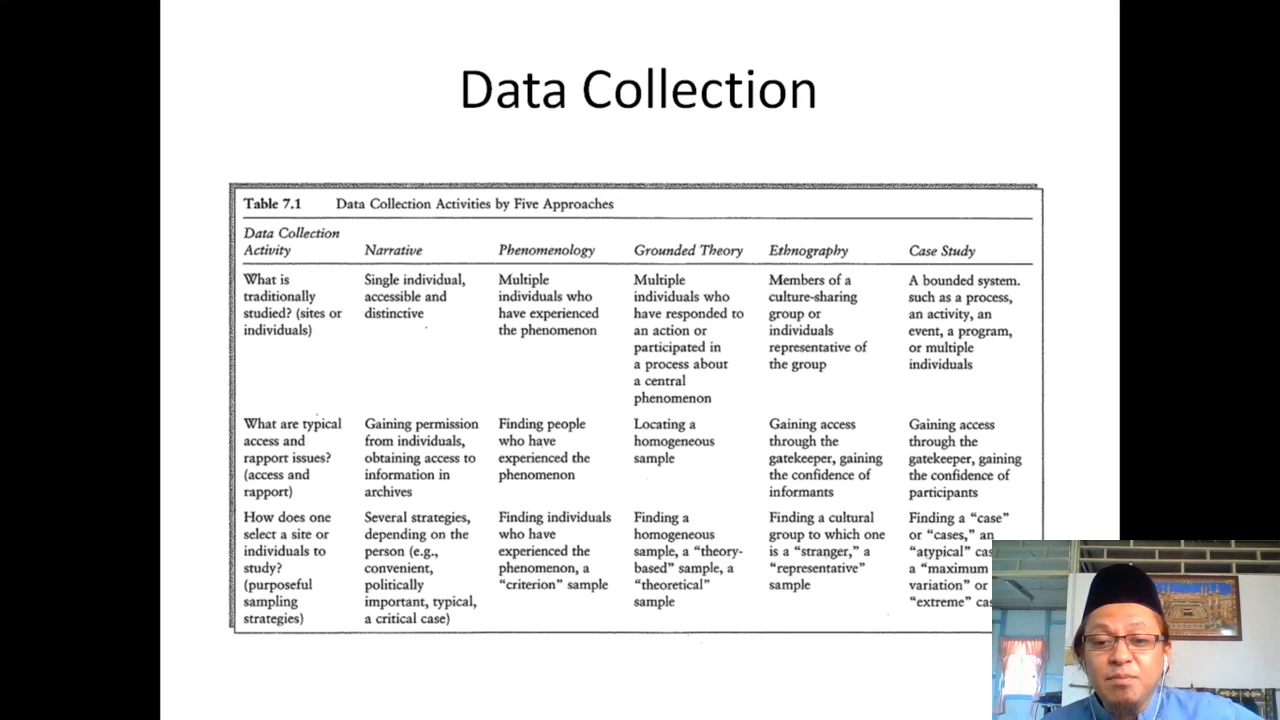 Data Collection
Table 7.1 Data Collection Activities by Five Approaches
Data Collection
Activity Narrative Phenomenology Grounded Theory Ethnography Case Study
What is Single individual, Multiple Multiple Members of a A bounded system.
traditionally accessible and individuals who individuals who culture-sharing such as a process,
studied? (sites or distinctive have experienced have responded to group or an activity, an
individuals) the phenomenon an action or individuals event, a program,
participated in representative of or multiple
a process about the group individuals
a central
phenomenon
What are typical Gaining permission Finding people Locating a Gaining access Gaining access
access and from individuals, who have homogeneous through the through the
rapport issues? obtaining access to experienced the sample gatekeeper, gaining gatekeeper, gaining
(access and information in phenomenon the confidence of the confidence of
rapport) archives informants participants
How does one Several strategies, Finding individuals Finding a Finding a cultural Finding a “case”
select a site or depending on the who have homogeneous group to which one or “cases,” an
individuals to person (e.g., experienced the sample, a “theory- is a “stranger,” a “atypical”
study? convenient, phenomenon, a based” sample, a “representative” a “maximum
(purposeful politically “criterion” sample “theoretical” sample variation” or
sampling important, typical, sample “extreme”
strategies) a critical case)